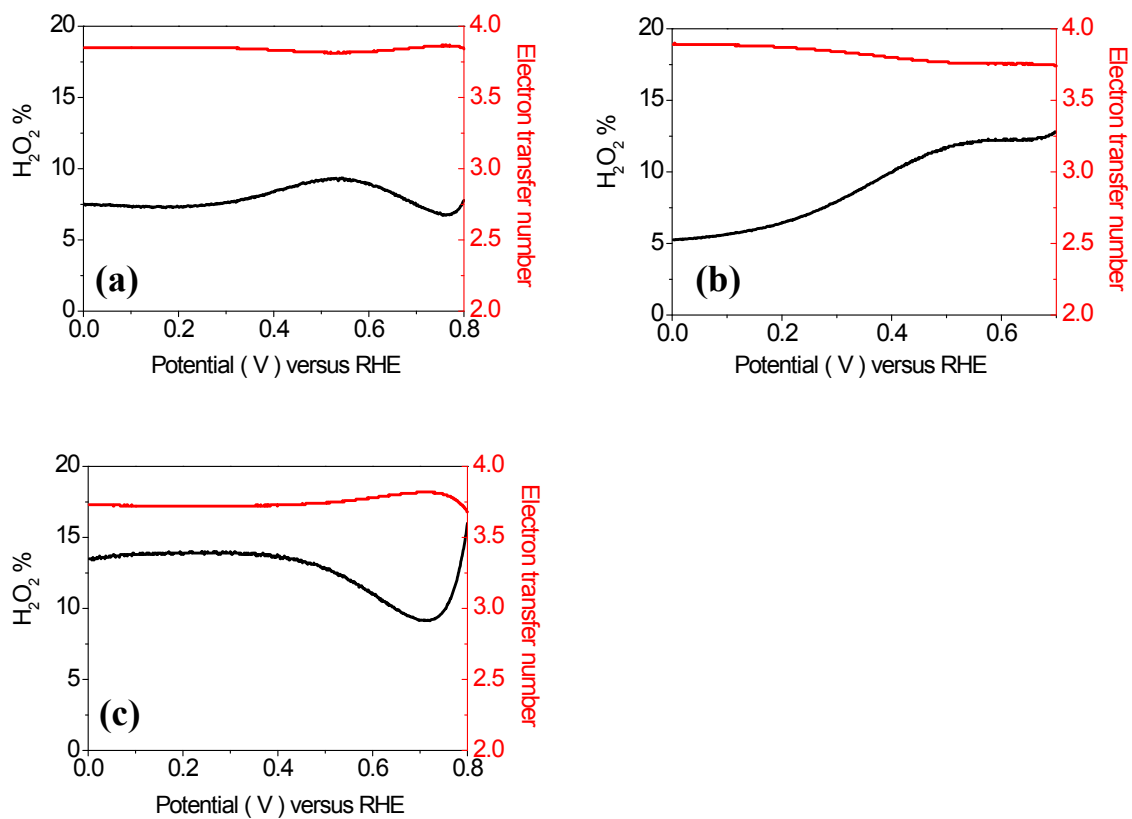 20
15
10
5
0
H₂O₂ %
(a)
4.0
3.5
3.0
2.5
2.0
Electron transfer number
0.0 0.2 0.4 0.6 0.8
Potential ( V ) versus RHE
20
15
10
5
0
H₂O₂ %
(b)
4.0
3.5
3.0
2.5
2.0
Electron transfer number
0.0 0.2 0.4 0.6
Potential ( V ) versus RHE
20
15
10
5
0
H₂O₂ %
(c)
4.0
3.5
3.0
2.5
2.0
Electron transfer number
0.0 0.2 0.4 0.6 0.8
Potential ( V ) versus RHE